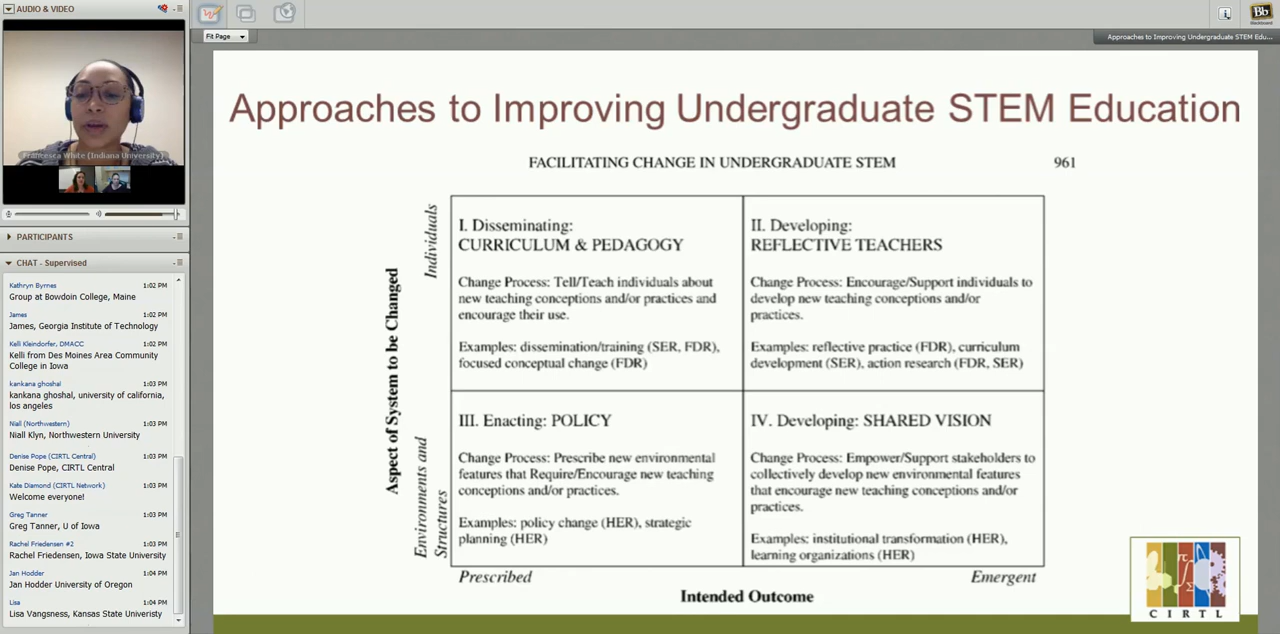 AUDIO & VIDEO
Francesca White (Indiana University)
PARTICIPANTS
CHAT - Supervised
Kathryn Byrnes 1:02 PM
Group at Bowdoin College, Maine
James 1:02 PM
James, Georgia Institute of Technology
Kelli Kleindorfer, DMACC 1:02 PM
Kelli from Des Moines Area Community
College in Iowa
kankana ghoshal 1:03 PM
kankana ghoshal, university of california,
los angeles
Niall (Northwestern) 1:03 PM
Niall Klyn, Northwestern University
Denise Pope (CIRTL Central) 1:03 PM
Denise Pope, CIRTL Central
Kate Diamond (CIRTL Network) 1:03 PM
Welcome everyone!
Greg Tanner 1:03 PM
Greg Tanner, U of Iowa
Rachel Friedensen #2 1:03 PM
Rachel Friedensen, Iowa State University
Jan Hodder 1:04 PM
Jan Hodder University of Oregon
Lisa 1:04 PM
Lisa Vangsness, Kansas State Univeristy
Fit Page
Bb
Blackboard
Approaches to Improving Undergraduate STEM Edu...
Approaches to Improving Undergraduate STEM Education
FACILITATING CHANGE IN UNDERGRADUATE STEM 961
Aspect of System to be Changed
Individuals
Environments and
Structures
I. Disseminating:
CURRICULUM & PEDAGOGY
Change Process: Tell/Teach individuals about
new teaching conceptions and/or practices and
encourage their use.
Examples: dissemination/training (SER, FDR),
focused conceptual change (FDR)
II. Developing:
REFLECTIVE TEACHERS
Change Process: Encourage/Support individuals to
develop new teaching conceptions and/or
practices.
Examples: reflective practice (FDR), curriculum
development (SER), action research (FDR, SER)
III. Enacting: POLICY
Change Process: Prescribe new environmental
features that Require/Encourage new teaching
conceptions and/or practices.
Examples: policy change (HER), strategic
planning (HER)
IV. Developing: SHARED VISION
Change Process: Empower/Support stakeholders to
collectively develop new environmental features
that encourage new teaching conceptions and/or
practices.
Examples: institutional transformation (HER),
learning organizations (HER)
Prescribed Emergent
Intended Outcome
CIRTL